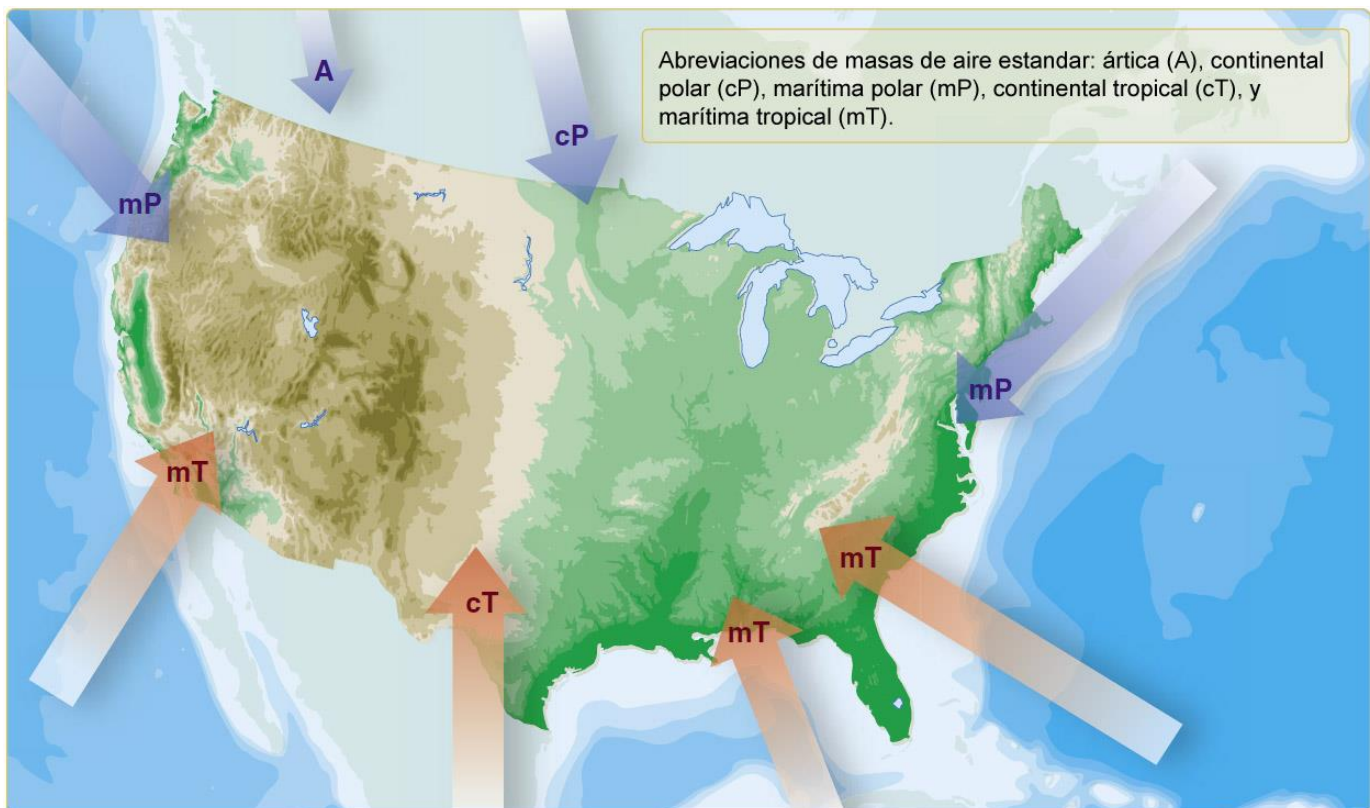 Abreviaciones de masas de aire estandar: ártica (A), continental
polar (cP), marítima polar (mP), continental tropical (cT), y
marítima tropical (mT).
A
cP
mP
mP
mT
mT
cT
mT